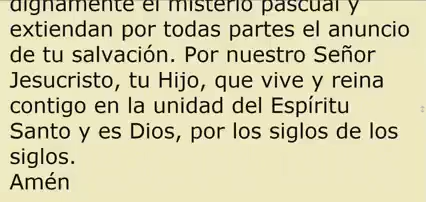 dignamente el misterio pascual y
extiendan por todas partes el anuncio
de tu salvación. Por nuestro Señor
Jesucristo, tu Hijo, que vive y reina
contigo en la unidad del Espíritu
Santo y es Dios, por los siglos de los
siglos.
Amén